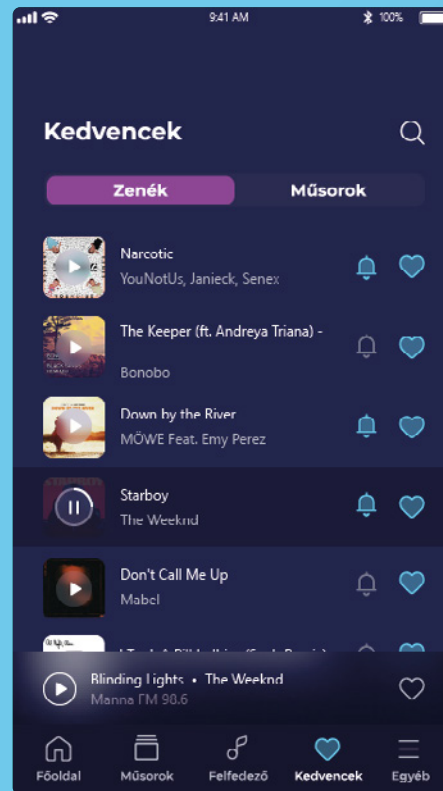 9:41 AM
100%
Kedvencek
Zenék
Műsorok
Narcotic
YouNotUs, Janieck, Senex
The Keeper (ft. Andreya Triana) -
Bonobo
Down by the River
MÖWE Feat. Emy Perez
Starboy
The Weeknd
Don't Call Me Up
Mabel
Blinding Lights • The Weeknd
Manna FM 98.6
Főoldal
Műsorok
Felfedező
Kedvencek
Egyéb